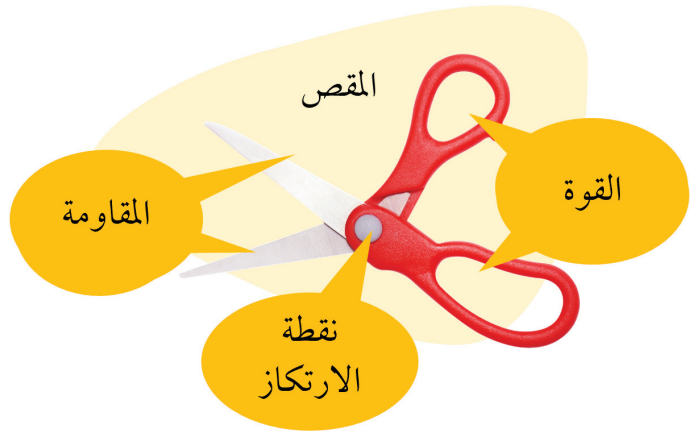 المقص
القوة
المقاومة
نقطة
الارتكاز